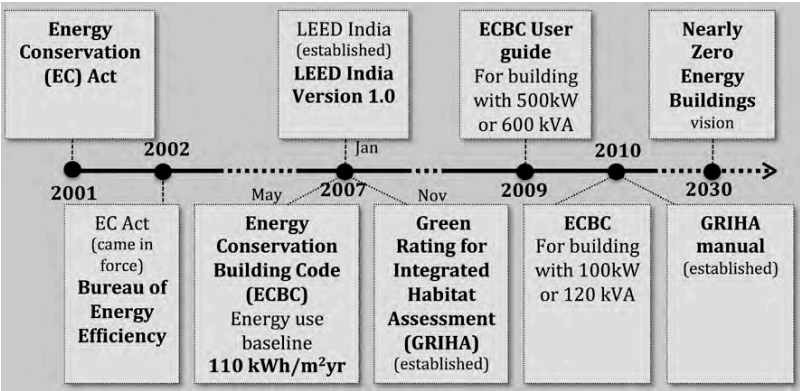 Energy
Conservation
(EC) Act
LEED India
(established)
LEED India
Version 1.0
ECBC User
guide
For building
with 500kW
or 600 kVA
Nearly
Zero
Energy
Buildings
vision
2002
Jan
2010
2001
May
2007
Nov
2009
2030
EC Act
(came in
force)
Bureau of
Energy
Efficiency
Energy
Conservation
Building Code
(ECBC)
Energy use
baseline
110 kWh/m²yr
Green
Rating for
Integrated
Habitat
Assessment
(GRIHA)
(established)
ECBC
For building
with 100kW
or 120 kVA
GRIHA
manual
(established)